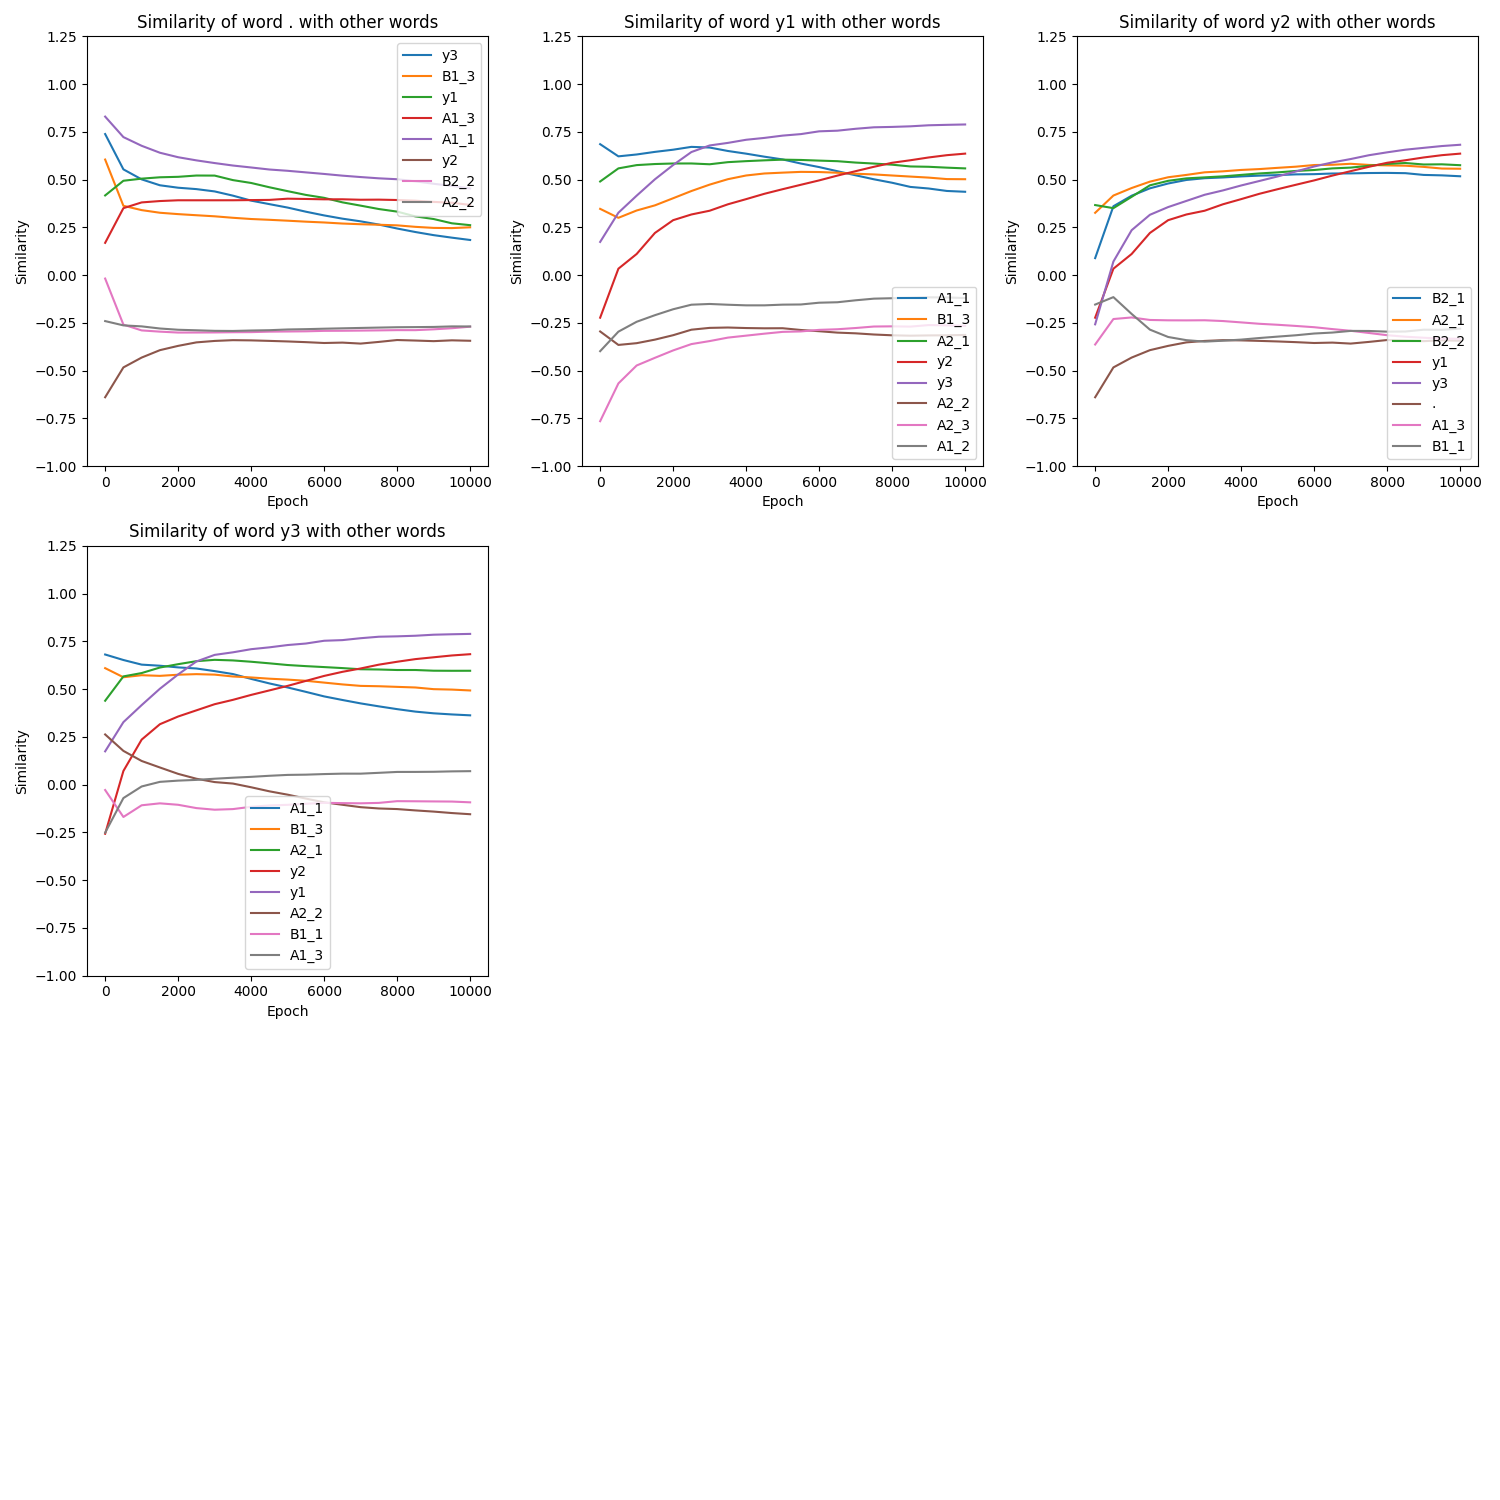 Similarity of word . with other words
1.25
1.00
0.75
0.50
0.25
0.00
−0.25
−0.50
−0.75
−1.00
Similarity
0 2000 4000 6000 8000 10000
Epoch
y3
B1_3
y1
A1_3
A1_1
y2
B2_2
A2_2
Similarity of word y1 with other words
1.25
1.00
0.75
0.50
0.25
0.00
−0.25
−0.50
−0.75
−1.00
Similarity
0 2000 4000 6000 8000 10000
Epoch
A1_1
B1_3
A2_1
y2
y3
A2_2
A2_3
A1_2
Similarity of word y2 with other words
1.25
1.00
0.75
0.50
0.25
0.00
−0.25
−0.50
−0.75
−1.00
Similarity
0 2000 4000 6000 8000 10000
Epoch
B2_1
A2_1
B2_2
y1
y3
.
A1_3
B1_1
Similarity of word y3 with other words
1.25
1.00
0.75
0.50
0.25
0.00
−0.25
−0.50
−0.75
−1.00
Similarity
0 2000 4000 6000 8000 10000
Epoch
A1_1
B1_3
A2_1
y2
y1
A2_2
B1_1
A1_3